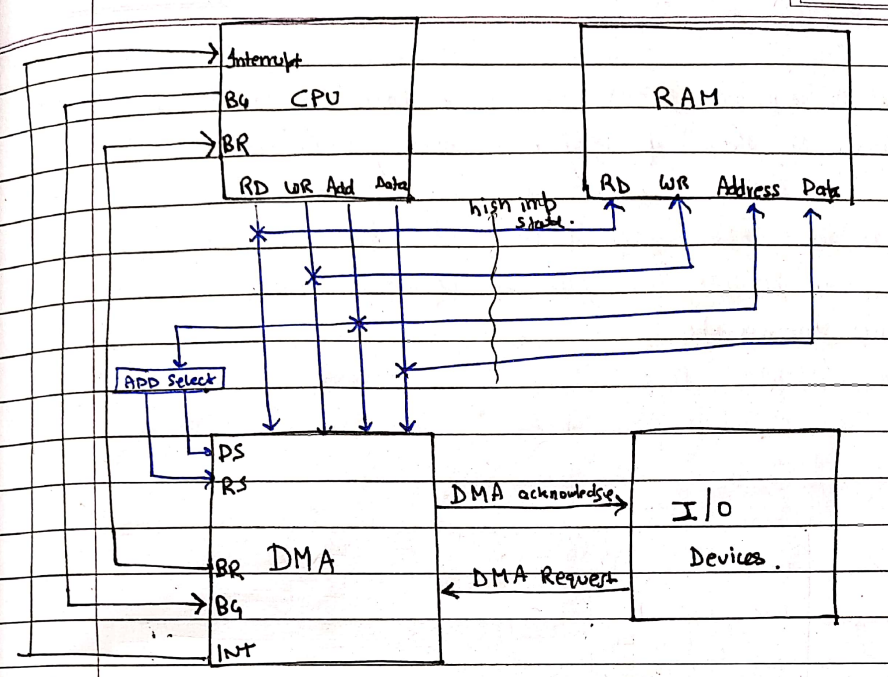 Interrupt
BG CPU
BR
RD WR Add Data
RAM
RD WR Address Data
high imp
state.
ADD Select
DS
RS
DMA acknowledge
I/O
Devices.
BR DMA
DMA Request
BG
INT